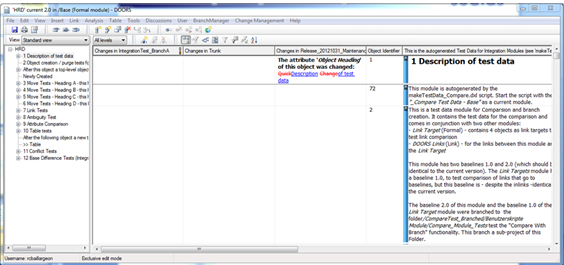 'HRD' current 2.0 in /Base (Formal module) - DOORS
File Edit View Insert Link Analysis Table Tools Discussions User BranchManager Change Management Help
View Standard view All levels
HRD
1 Description of test data
2 Object creation / purge tests fo
After the object a top-level object
Newly Created
3 Move Tests - Heading A - this h
4 Move Tests - Heading B - this h
5 Move Tests - Heading C - this h
6 Move Tests - Heading D - this h
7 Link Tests
8 Ambiguity Test
9 Attribute Comparison
10 Table tests
After the following object a new t
>> Table
11 Conflict Tests
12 Base Difference Tests (Integr
Changes in IntegrationTest_BranchA
Changes in Trunk
Changes in Release_20121031_Maintenanc
Object Identifier
This is the autogenerated Test Data for Integration Modules (see 'makeTe
The attribute 'Object Heading'
of this object was changed:
QuickDescription Changeof test
data
1
1 Description of test data
72
This module is autogenerated by the
makeTestData_Compare.dxl script. Start the script with the
"_Compare Test Data - Base" as a current module.
2
This is a test data module for Comparison and branch
creation. It contains the test data for the comparison and
comes in conjunction with two other modules:
- Link Target (Formal) - contains 4 objects as link targets t
test link comparison
- DOORS Links (Link) - for the links between this module an
the Link Target
This module has two baselines 1.0 and 2.0 (which should b
identical to the current version). The Link Targets module h
a baseline 1.0, to test comparison of links that go to
baselines, but this baseline is - despite the inlinks -identica
the current version.
The baseline 2.0 of this module and the baseline 1.0 of the
Link Target module were branched to the
folder/CompareTest_Branched/Benutzerskripte
Module/Compare_Module_Tests to test the "Compare With
Branch" functionality. This branch a sub-project of this
Folder.
Username: rcbaillargeon Exclusive edit mode